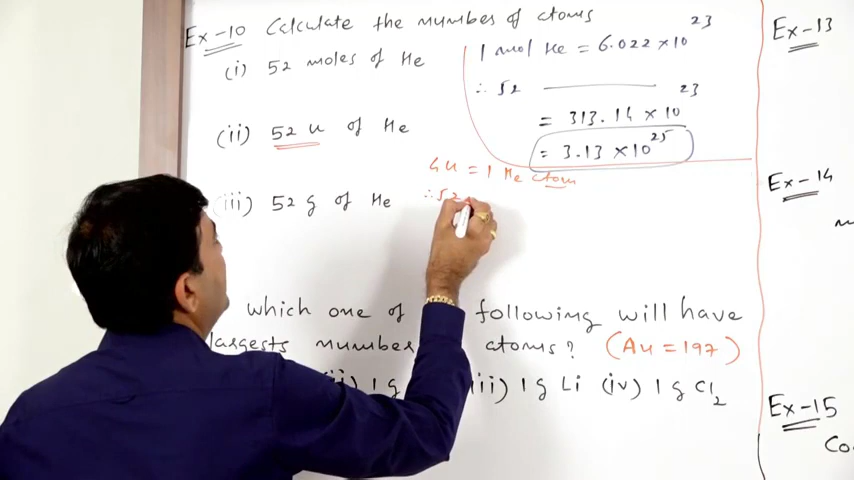 Ex-10 Calculate the number of atoms
(i) 52 moles of He
(ii) 52 u of He
(iii) 52 g of He
1 mol He = 6.022 × 10^23
∴ 52 ——— 23
= 313.14 × 10
= 3.13 × 10^25
4u = 1 He atom
∴ 52
which one of following will have
largests number atoms? (Au = 197)
(ii) 1 g (iii) 1 g Li (iv) 1 g Cl2
Ex-13
Ex-14
Ex-15